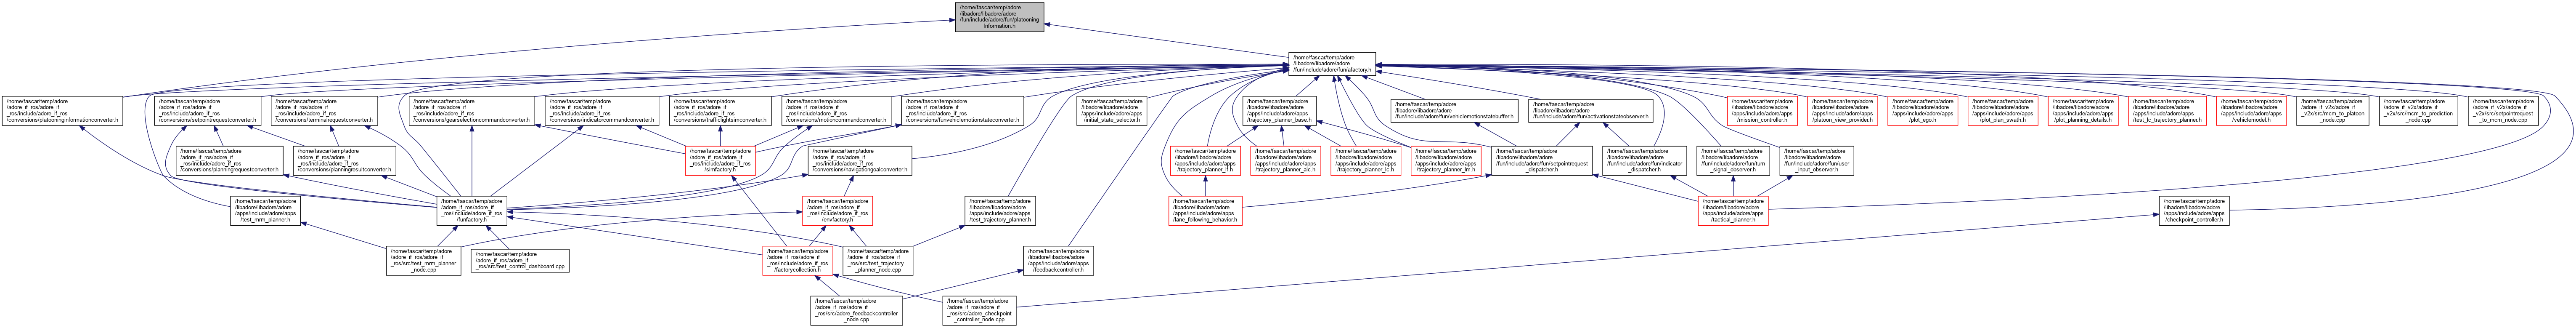 /home/fascar/temp/adore
/libadore/libadore/adore
/fun/include/adore/fun/platooning
Information.h
/home/fascar/temp/adore
/libadore/libadore/adore
/fun/include/adore/fun/afactory.h
/home/fascar/temp/adore
/adore_if_ros/adore_if
_ros/include/adore_if_ros
/conversions/platooninginformationconverter.h
/home/fascar/temp/adore
/adore_if_ros/adore_if
_ros/include/adore_if_ros
/conversions/setpointrequestconverter.h
/home/fascar/temp/adore
/adore_if_ros/adore_if
_ros/include/adore_if_ros
/conversions/terminalrequestconverter.h
/home/fascar/temp/adore
/adore_if_ros/adore_if
_ros/include/adore_if_ros
/conversions/gearselectioncommandconverter.h
/home/fascar/temp/adore
/adore_if_ros/adore_if
_ros/include/adore_if_ros
/conversions/indicatorcommandconverter.h
/home/fascar/temp/adore
/adore_if_ros/adore_if
_ros/include/adore_if_ros
/conversions/trafficlightsimconverter.h
/home/fascar/temp/adore
/adore_if_ros/adore_if
_ros/include/adore_if_ros
/conversions/motioncommandconverter.h
/home/fascar/temp/adore
/adore_if_ros/adore_if
_ros/include/adore_if_ros
/conversions/funvehiclemotionstateconverter.h
/home/fascar/temp/adore
/libadore/libadore/adore
/apps/include/adore/apps
/initial_state_selector.h
/home/fascar/temp/adore
/libadore/libadore/adore
/apps/include/adore/apps
/trajectory_planner_base.h
/home/fascar/temp/adore
/libadore/libadore/adore
/fun/include/adore/fun/vehiclemotionstatebuffer.h
/home/fascar/temp/adore
/libadore/libadore/adore
/fun/include/adore/fun/activationstateobserver.h
/home/fascar/temp/adore
/libadore/libadore/adore
/apps/include/adore/apps
/mission_controller.h
/home/fascar/temp/adore
/libadore/libadore/adore
/apps/include/adore/apps
/platoon_view_provider.h
/home/fascar/temp/adore
/libadore/libadore/adore
/apps/include/adore/apps
/plot_ego.h
/home/fascar/temp/adore
/libadore/libadore/adore
/apps/include/adore/apps
/plot_plan_swath.h
/home/fascar/temp/adore
/libadore/libadore/adore
/apps/include/adore/apps
/plot_planning_details.h
/home/fascar/temp/adore
/libadore/libadore/adore
/apps/include/adore/apps
/test_lc_trajectory_planner.h
/home/fascar/temp/adore
/libadore/libadore/adore
/apps/include/adore/apps
/vehiclemodel.h
/home/fascar/temp/adore
/adore_if_v2x/adore_if
_v2x/src/mcm_to_platoon
_node.cpp
/home/fascar/temp/adore
/adore_if_v2x/adore_if
_v2x/src/mcm_to_prediction
_node.cpp
/home/fascar/temp/adore
/adore_if_v2x/adore_if
_v2x/src/setpointrequest
_to_mcm_node.cpp
/home/fascar/temp/adore
/adore_if_ros/adore_if
_ros/include/adore_if_ros
/conversions/planningrequestconverter.h
/home/fascar/temp/adore
/adore_if_ros/adore_if
_ros/include/adore_if_ros
/conversions/planningresultconverter.h
/home/fascar/temp/adore
/adore_if_ros/adore_if
_ros/include/adore_if_ros
/simfactory.h
/home/fascar/temp/adore
/adore_if_ros/adore_if
_ros/include/adore_if_ros
/conversions/navigationgoalconverter.h
/home/fascar/temp/adore
/libadore/libadore/adore
/apps/include/adore/apps
/trajectory_planner_lf.h
/home/fascar/temp/adore
/libadore/libadore/adore
/apps/include/adore/apps
/trajectory_planner_alc.h
/home/fascar/temp/adore
/libadore/libadore/adore
/apps/include/adore/apps
/trajectory_planner_lc.h
/home/fascar/temp/adore
/libadore/libadore/adore
/apps/include/adore/apps
/trajectory_planner_lm.h
/home/fascar/temp/adore
/libadore/libadore/adore
/fun/include/adore/fun/setpointrequest
_dispatcher.h
/home/fascar/temp/adore
/libadore/libadore/adore
/fun/include/adore/fun/indicator
_dispatcher.h
/home/fascar/temp/adore
/libadore/libadore/adore
/fun/include/adore/fun/turn
_signal_observer.h
/home/fascar/temp/adore
/libadore/libadore/adore
/fun/include/adore/fun/user
_input_observer.h
/home/fascar/temp/adore
/libadore/libadore/adore
/apps/include/adore/apps
/test_mrm_planner.h
/home/fascar/temp/adore
/adore_if_ros/adore_if
_ros/include/adore_if_ros
/funfactory.h
/home/fascar/temp/adore
/adore_if_ros/adore_if
_ros/include/adore_if_ros
/envfactory.h
/home/fascar/temp/adore
/libadore/libadore/adore
/apps/include/adore/apps
/test_trajectory_planner.h
/home/fascar/temp/adore
/libadore/libadore/adore
/apps/include/adore/apps
/lane_following_behavior.h
/home/fascar/temp/adore
/libadore/libadore/adore
/apps/include/adore/apps
/tactical_planner.h
/home/fascar/temp/adore
/libadore/libadore/adore
/apps/include/adore/apps
/checkpoint_controller.h
/home/fascar/temp/adore
/adore_if_ros/adore_if
_ros/src/test_mrm_planner
_node.cpp
/home/fascar/temp/adore
/adore_if_ros/adore_if
_ros/src/test_control_dashboard.cpp
/home/fascar/temp/adore
/adore_if_ros/adore_if
_ros/include/adore_if_ros
/factorycollection.h
/home/fascar/temp/adore
/adore_if_ros/adore_if
_ros/src/test_trajectory
_planner_node.cpp
/home/fascar/temp/adore
/libadore/libadore/adore
/apps/include/adore/apps
/feedbackcontroller.h
/home/fascar/temp/adore
/adore_if_ros/adore_if
_ros/src/adore_feedbackcontroller
_node.cpp
/home/fascar/temp/adore
/adore_if_ros/adore_if
_ros/src/adore_checkpoint
_controller_node.cpp